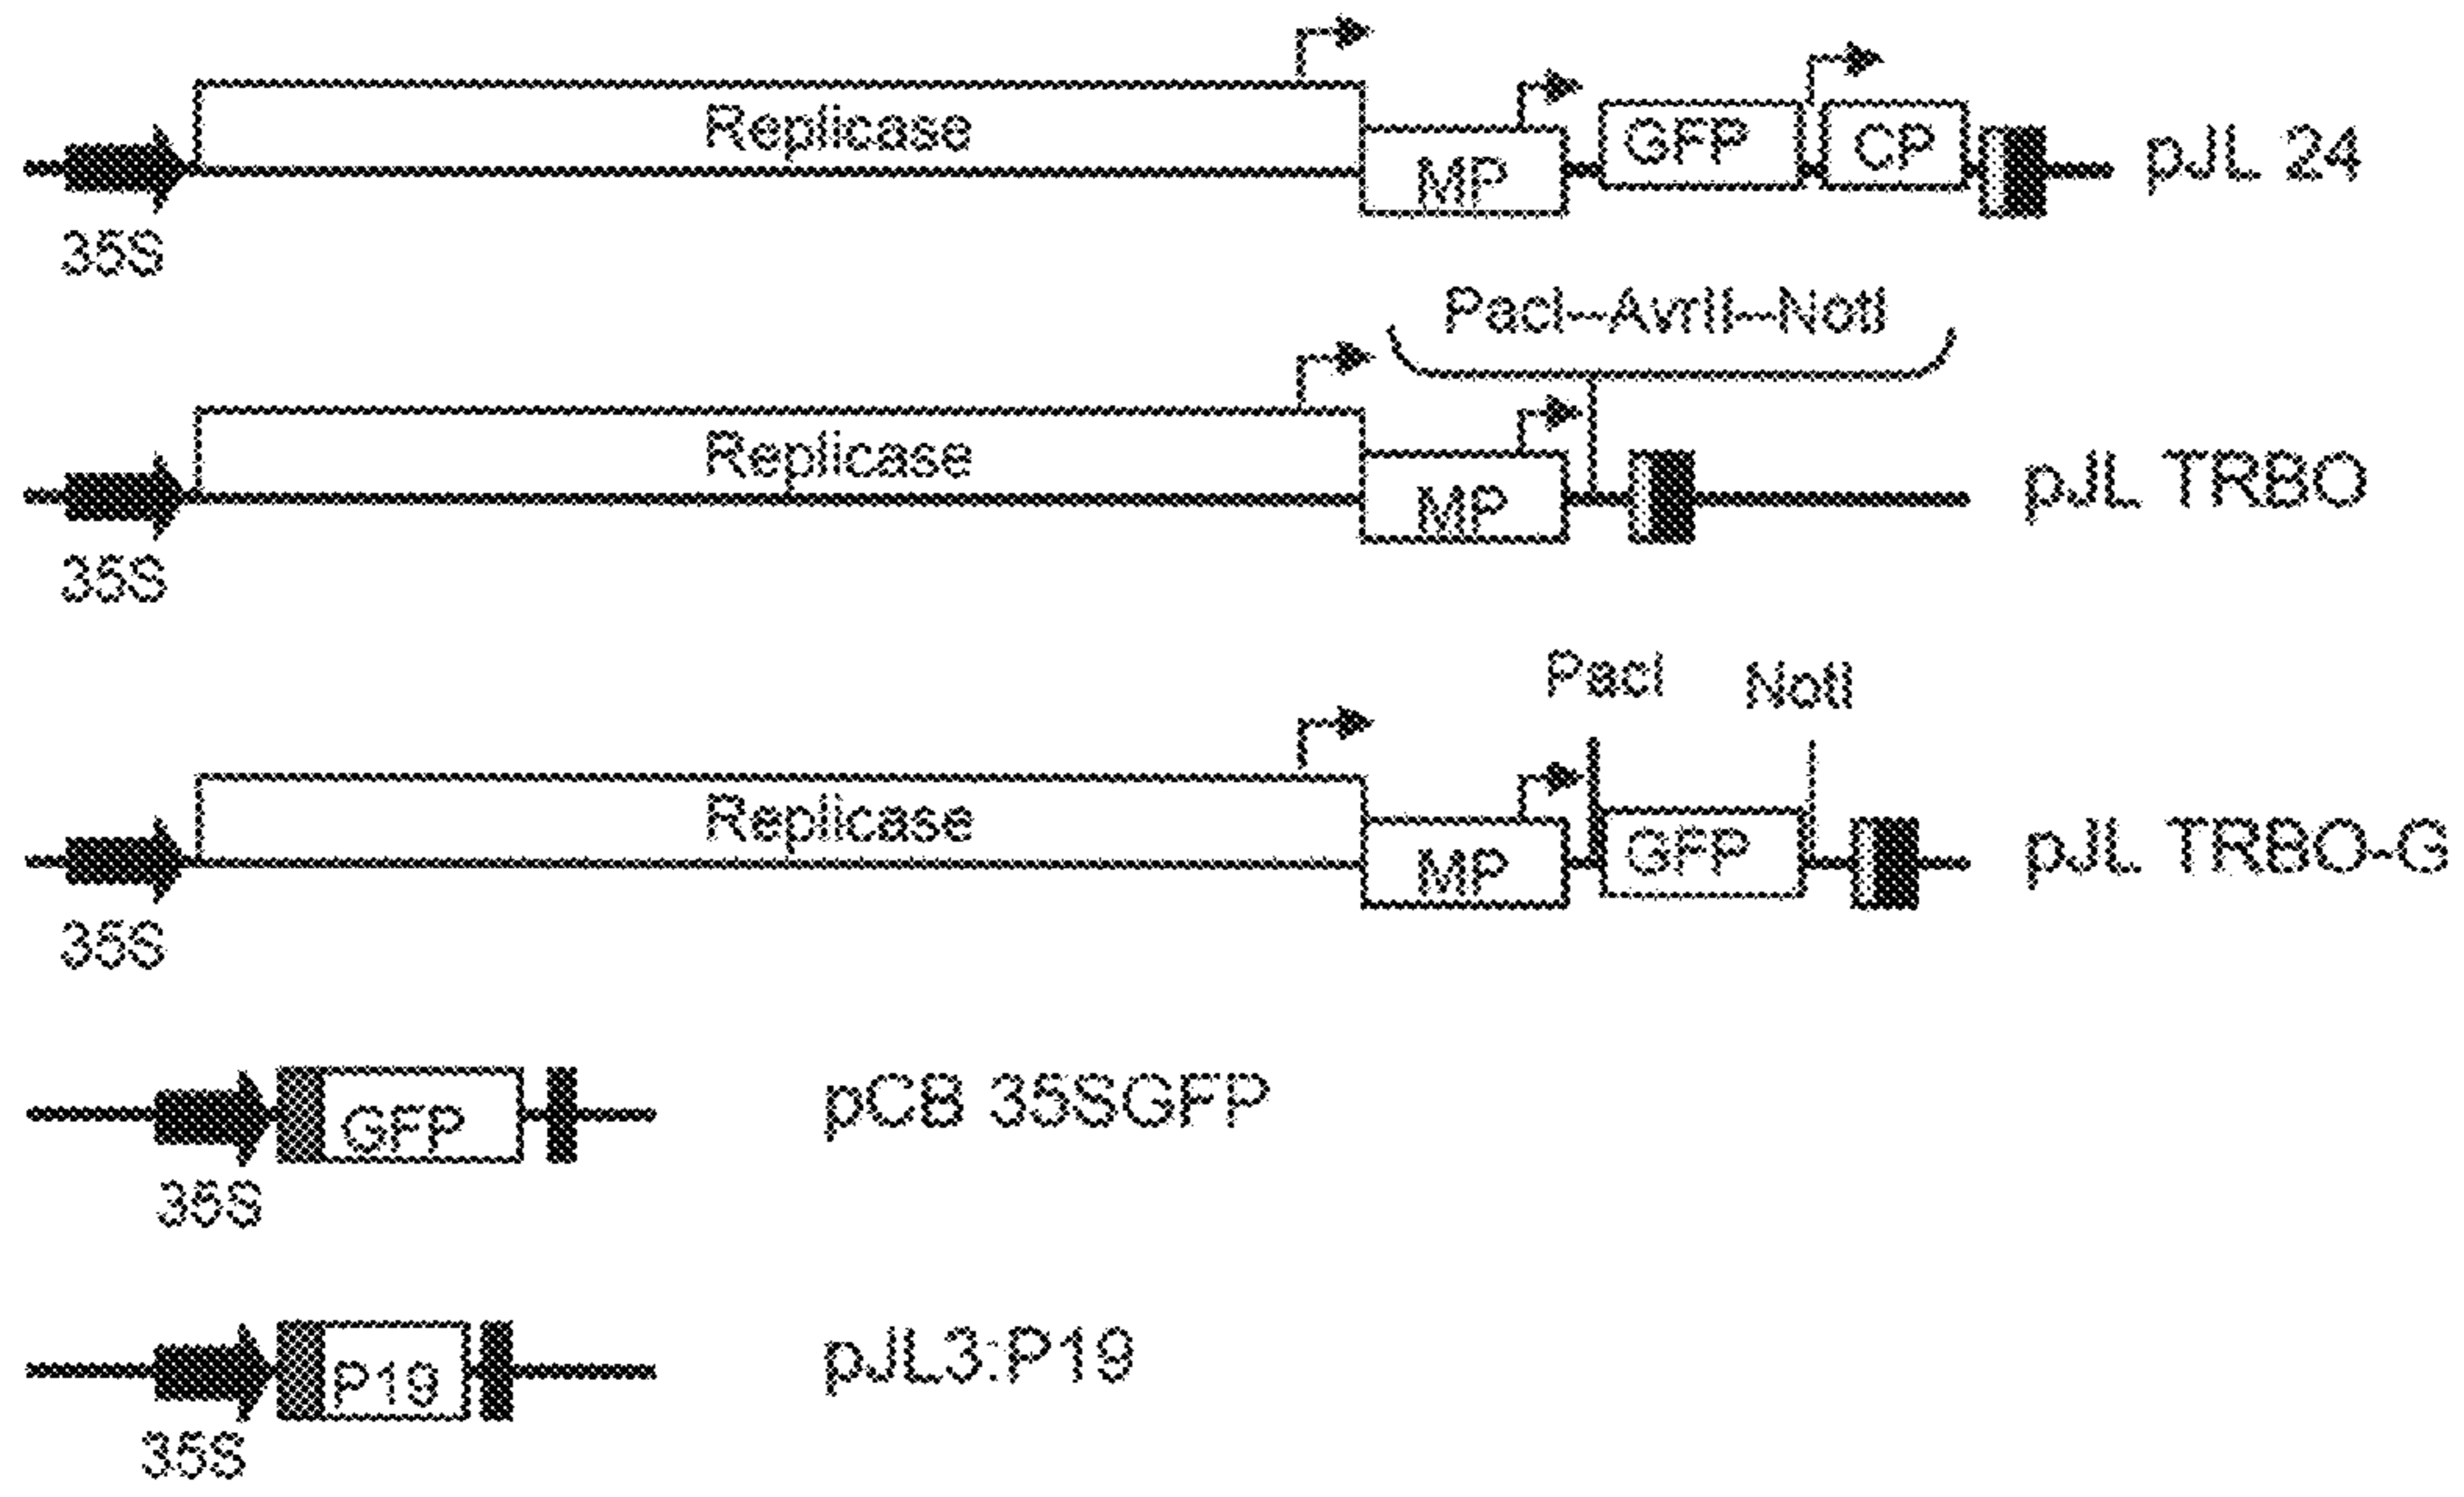 Replicase
MP
GFP
CP
pJL 24
35S
PacI--AvrII--NotI
Replicase
MP
pJL TRBO
35S
PacI
NotI
Replicase
MP
GFP
pJL TRBO-G
35S
GFP
pCB 35SGFP
35S
P19
pJL3:P19
35S